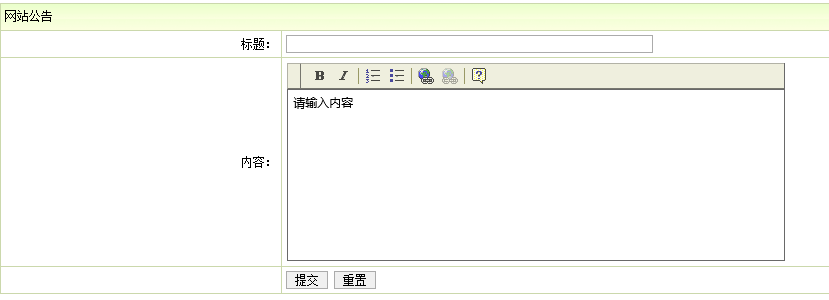 网站公告
标题：
B I
请输入内容
内容：
提交 重置